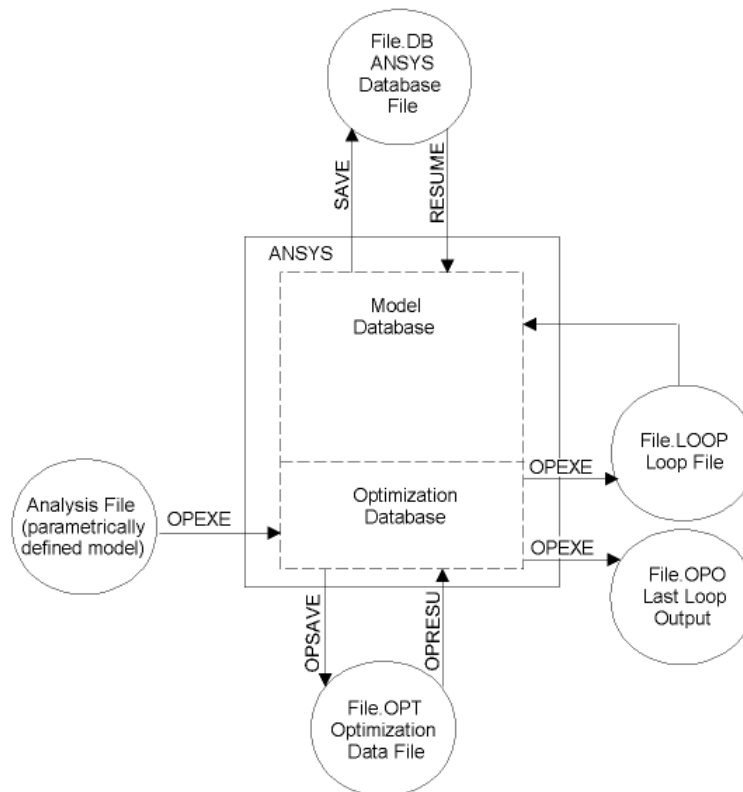 File.DB
ANSYS
Database
File
SAVE
RESUME
ANSYS
Model
Database
File.LOOP
Loop File
OPEXE
Analysis File
(parametrically
defined model)
OPEXE
Optimization
Database
OPEXE
File.OPO
Last Loop
Output
OPSAVE
OPRESU
File.OPT
Optimization
Data File